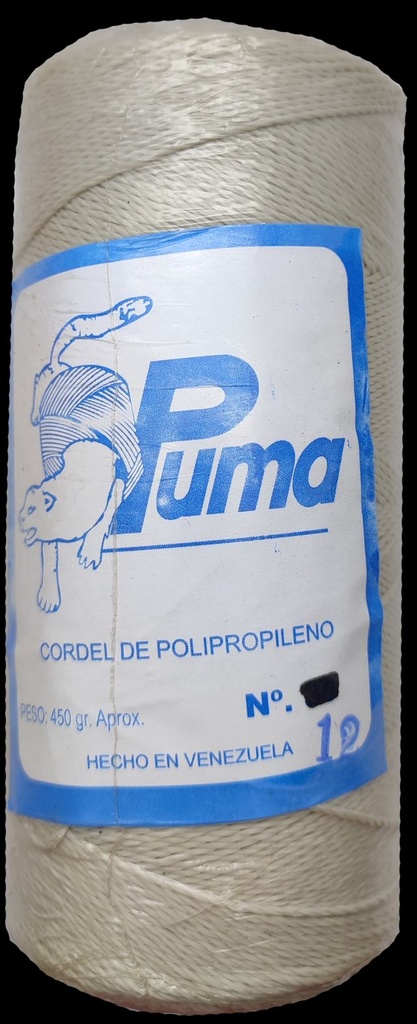 Puma
CORDEL DE POLIPROPILENO
PESO: 450 gr. Aprox.
Nº.
12
HECHO EN VENEZUELA